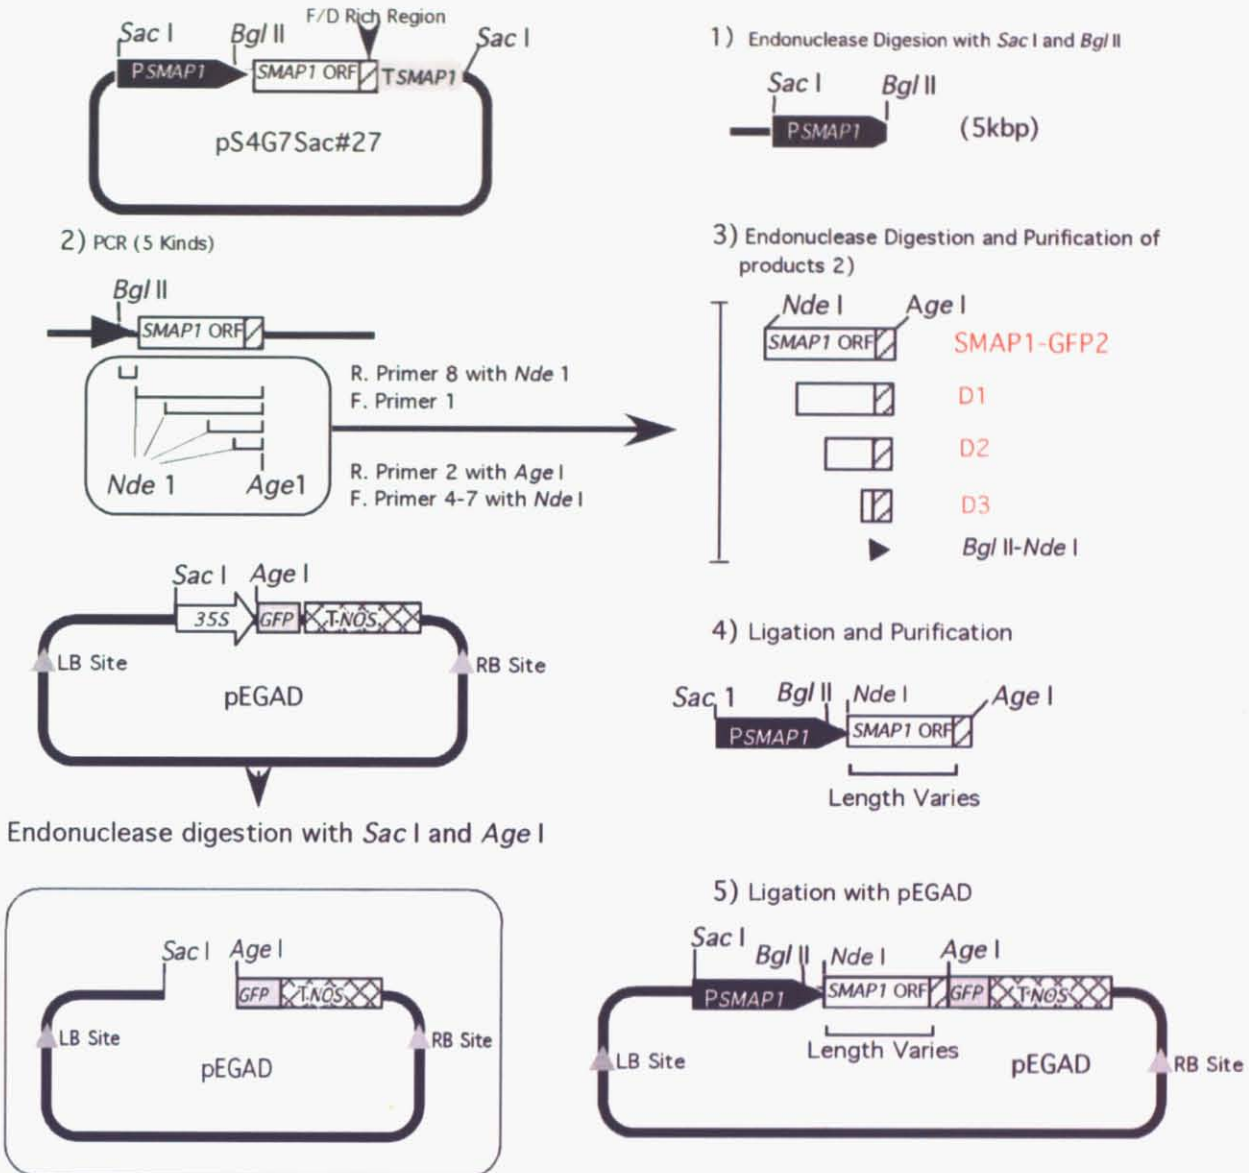 F/D Rich Region
Sac I
Bgl II
Sac I
PSMAP1
SMAP1 ORF
TSMAP1
pS4G7Sac#27
1) Endonuclease Digesion with Sac I and Bgl II
Sac I
Bgl II
PSMAP1
(5kbp)
2) PCR (5 Kinds)
Bgl II
SMAP1 ORF
Nde 1
Age1
R. Primer 8 with Nde 1
F. Primer 1
R. Primer 2 with Age I
F. Primer 4-7 with Nde I
3) Endonuclease Digestion and Purification of
products 2)
Nde I
Age I
SMAP1 ORF
SMAP1-GFP2
D1
D2
D3
Bgl II-Nde I
Sac I
Age I
35S
GFP
T-NOS
LB Site
RB Site
pEGAD
Endonuclease digestion with Sac I and Age I
4) Ligation and Purification
Sac 1
Bgl II
Nde I
Age I
PSMAP1
SMAP1 ORF
Length Varies
Sac I
Age I
GFP
T-NOS
LB Site
RB Site
pEGAD
5) Ligation with pEGAD
Sac I
Bgl II
Nde I
Age I
PSMAP1
SMAP1 ORF
GFP
T-NOS
Length Varies
LB Site
pEGAD
RB Site